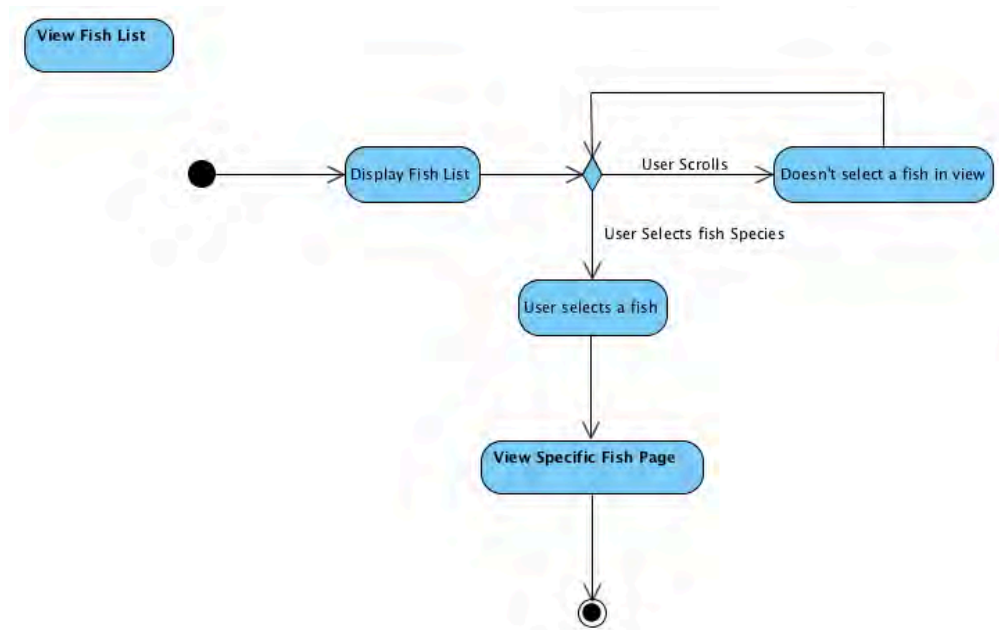 View Fish List
Display Fish List
User Scrolls
Doesn't select a fish in view
User Selects fish Species
User selects a fish
View Specific Fish Page